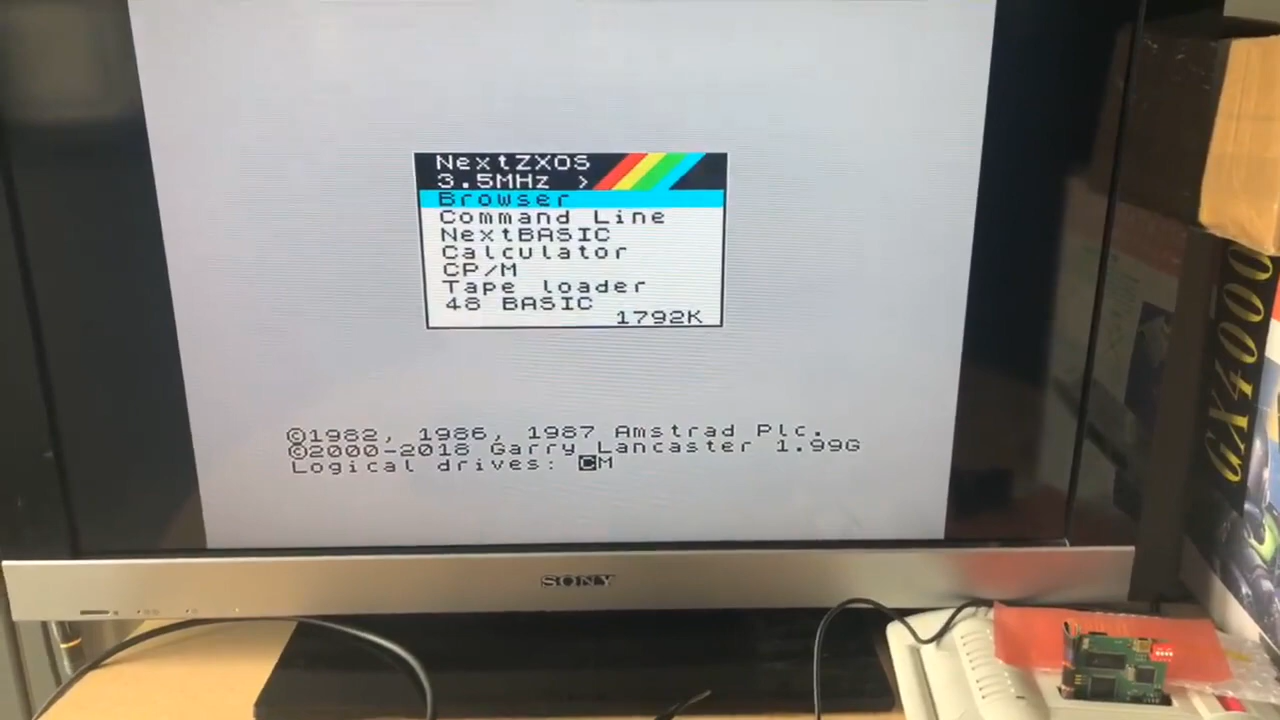 NextZXOS
3.5MHz >
Browser
Command Line
NextBASIC
Calculator
CP/M
Tape loader
48 BASIC
1792K
©1982, 1986, 1987 Amstrad Plc.
©2000-2018 Garry Lancaster 1.99G
Logical drives: CM
SONY
GX4000